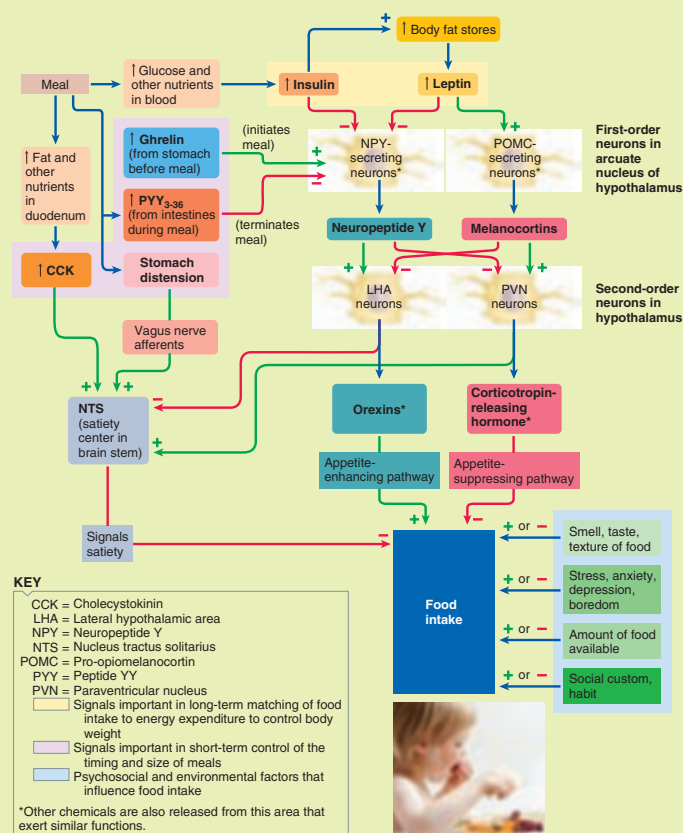 ↑ Body fat stores
+
Meal
↑ Glucose and
other nutrients
in blood
↑ Insulin
↑ Leptin
– –
+
(initiates
meal)
NPY-
secreting
neurons*
POMC-
secreting
neurons*
First-order
neurons in
arcuate
nucleus of
hypothalamus
↑ Ghrelin
(from stomach
before meal)
+
–
↑ Fat and
other
nutrients
in
duodenum
↑ PYY3-36
(from intestines
during meal)
(terminates
meal)
Neuropeptide Y
Melanocortins
+ – – +
↑ CCK
Stomach
distension
LHA
neurons
PVN
neurons
Second-order
neurons in
hypothalamus
Vagus nerve
afferents
+ +
–
+
NTS
(satiety
center in
brain stem)
Orexins*
Corticotropin-
releasing
hormone*
Appetite-
enhancing pathway
Appetite-
suppressing pathway
+ –
Signals
satiety
–
Food
intake
+ or –
Smell, taste,
texture of food
+ or –
Stress, anxiety,
depression,
boredom
+ or –
Amount of food
available
+ or –
Social custom,
habit
KEY
CCK = Cholecystokinin
LHA = Lateral hypothalamic area
NPY = Neuropeptide Y
NTS = Nucleus tractus solitarius
POMC = Pro-opiomelanocortin
PYY = Peptide YY
PVN = Paraventricular nucleus
Signals important in long-term matching of food
intake to energy expenditure to control body
weight
Signals important in short-term control of the
timing and size of meals
Psychosocial and environmental factors that
influence food intake
*Other chemicals are also released from this area that
exert similar functions.